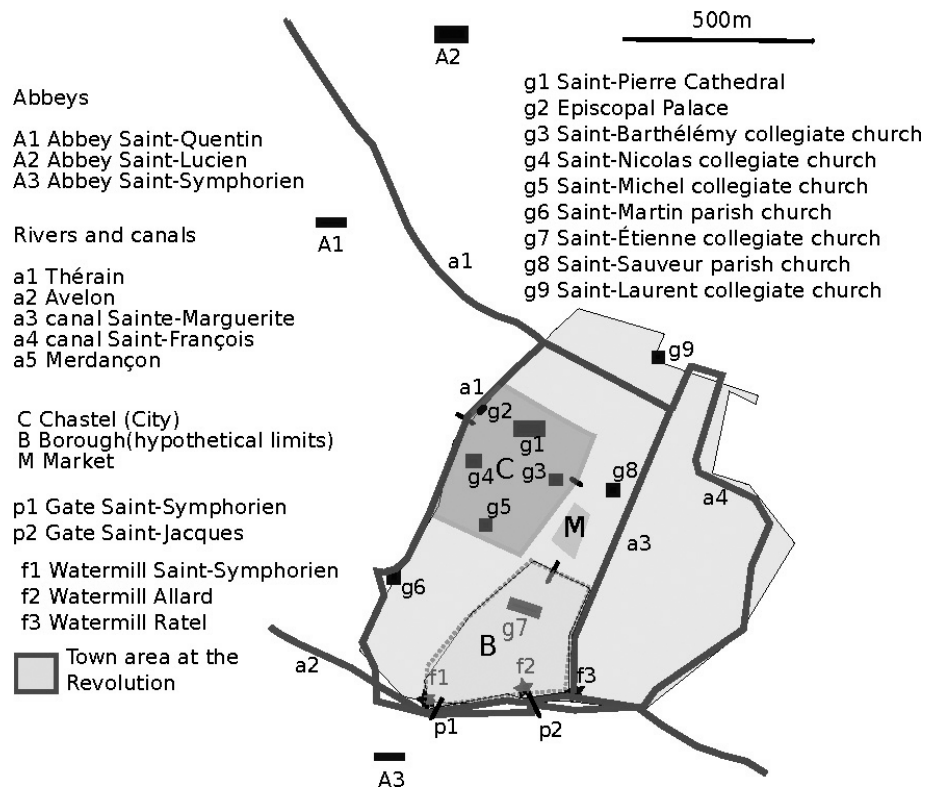 500m
A2
Abbeys
A1 Abbey Saint-Quentin
A2 Abbey Saint-Lucien
A3 Abbey Saint-Symphorien
Rivers and canals
a1 Thérain
a2 Avelon
a3 canal Sainte-Marguerite
a4 canal Saint-François
a5 Merdançon
C Chastel (City)
B Borough(hypothetical limits)
M Market
p1 Gate Saint-Symphorien
p2 Gate Saint-Jacques
f1 Watermill Saint-Symphorien
f2 Watermill Allard
f3 Watermill Ratel
Town area at the
Revolution
g1 Saint-Pierre Cathedral
g2 Episcopal Palace
g3 Saint-Barthélémy collegiate church
g4 Saint-Nicolas collegiate church
g5 Saint-Michel collegiate church
g6 Saint-Martin parish church
g7 Saint-Étienne collegiate church
g8 Saint-Sauveur parish church
g9 Saint-Laurent collegiate church
A1
a1
g9
a1
g2
g1
g4
C
g3
g8
a4
g5
M
a3
g6
g7
B
a2
f1
f2
f3
p1
p2
A3